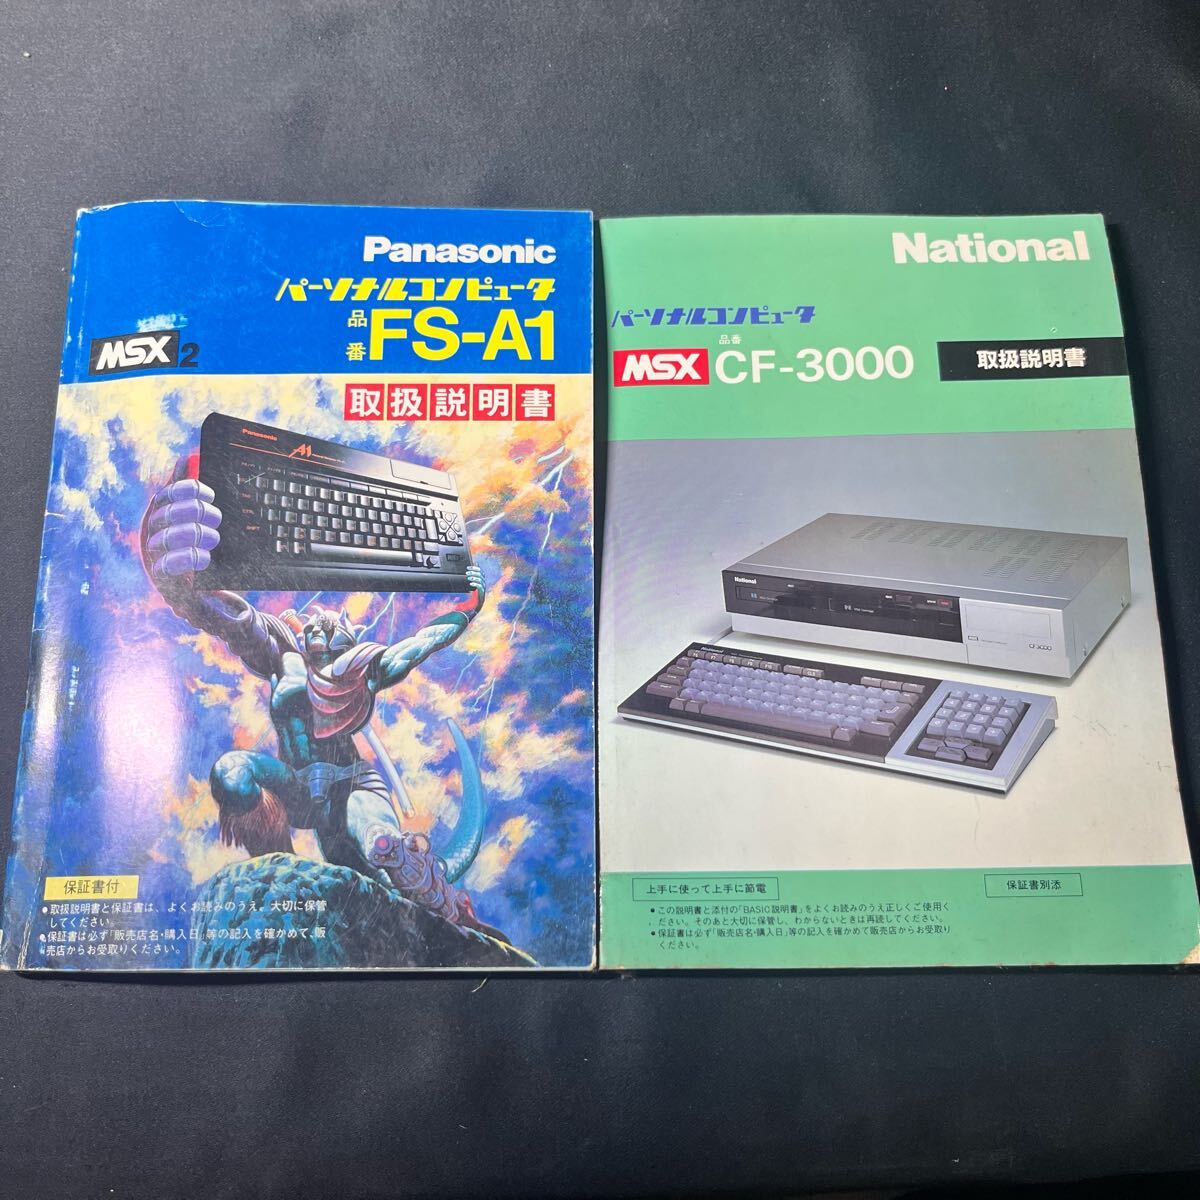 Panasonic
パーソナルコンピュータ
品番 FS-A1
MSX2
取扱説明書
Panasonic
A1
保証書付
●取扱説明書と保証書は、よくお読みのうえ、大切に保管
してください。
●保証書は必ず「販売店名・購入日」等の記入を確かめて、販
売店からお受取りください。
National
パーソナルコンピュータ
品番
MSX CF-3000
取扱説明書
National
CF-3000
National
上手に使って上手に節電
保証書別添
●この説明書と添付の「BASIC説明書」をよくお読みのうえ正しくご使用く
ださい。そのあと大切に保管し、わからないときは再読してください。
●保証書は必ず「販売店名・購入日」等の記入を確かめて販売店からお受取り
ください。